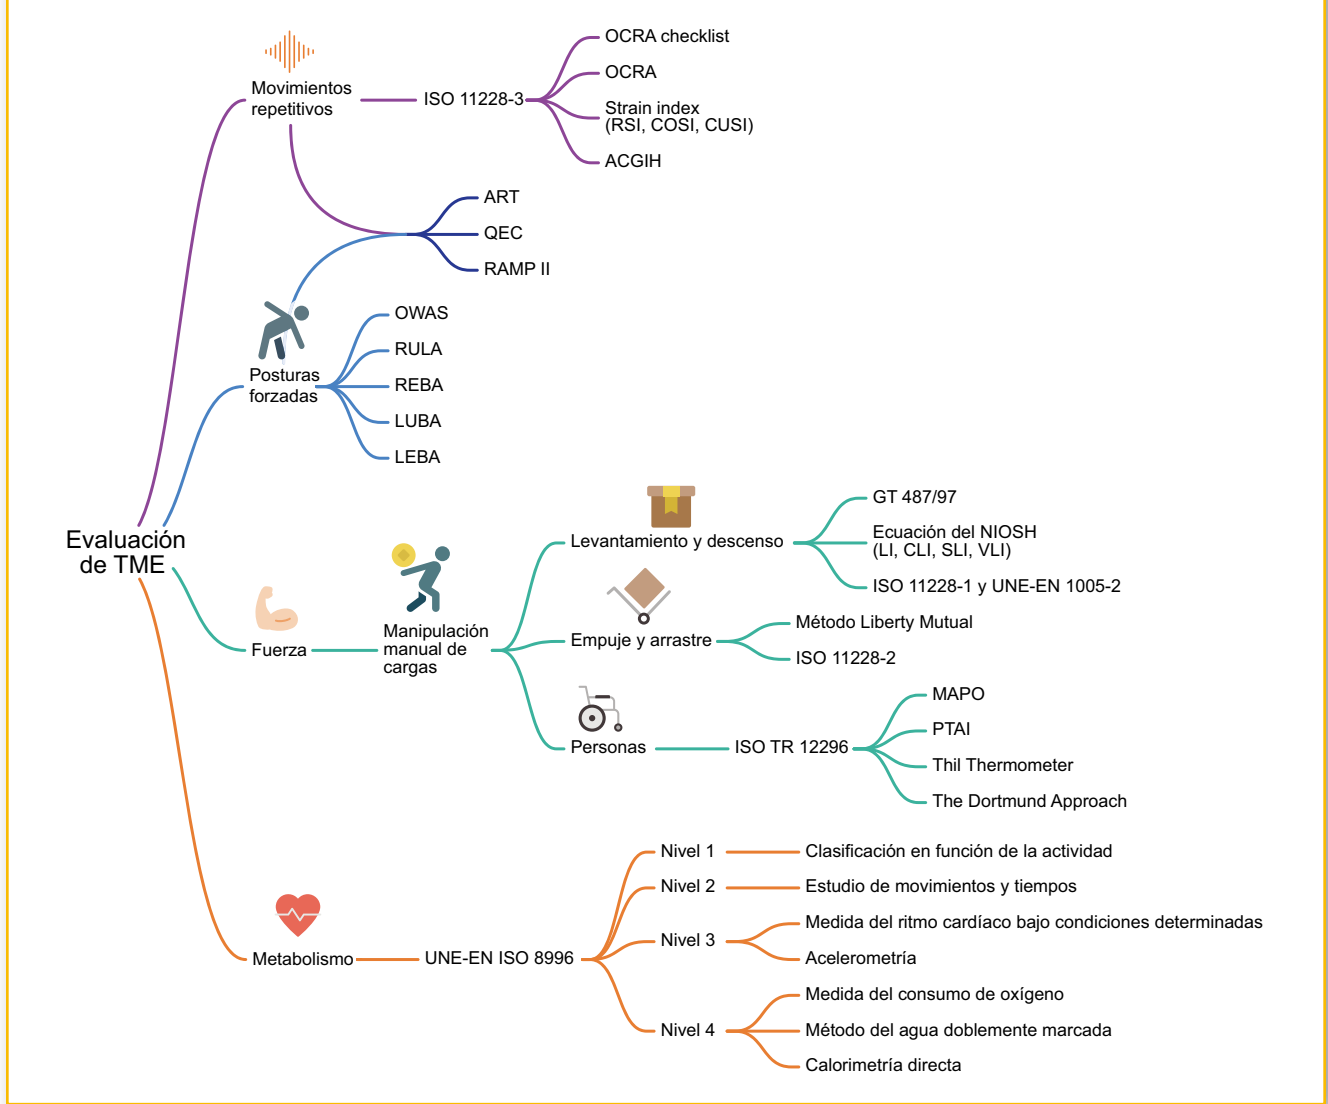 Movimientos
repetitivos
ISO 11228-3
OCRA checklist
OCRA
Strain index
(RSI, COSI, CUSI)
ACGIH
ART
QEC
RAMP II
Posturas
forzadas
OWAS
RULA
REBA
LUBA
LEBA
Evaluación
de TME
Fuerza
Manipulación
manual de
cargas
Levantamiento y descenso
GT 487/97
Ecuación del NIOSH
(LI, CLI, SLI, VLI)
ISO 11228-1 y UNE-EN 1005-2
Empuje y arrastre
Método Liberty Mutual
ISO 11228-2
Personas
ISO TR 12296
MAPO
PTAI
Thil Thermometer
The Dortmund Approach
Metabolismo
UNE-EN ISO 8996
Nivel 1
Clasificación en función de la actividad
Nivel 2
Estudio de movimientos y tiempos
Nivel 3
Medida del ritmo cardíaco bajo condiciones determinadas
Acelerometría
Nivel 4
Medida del consumo de oxígeno
Método del agua doblemente marcada
Calorimetría directa